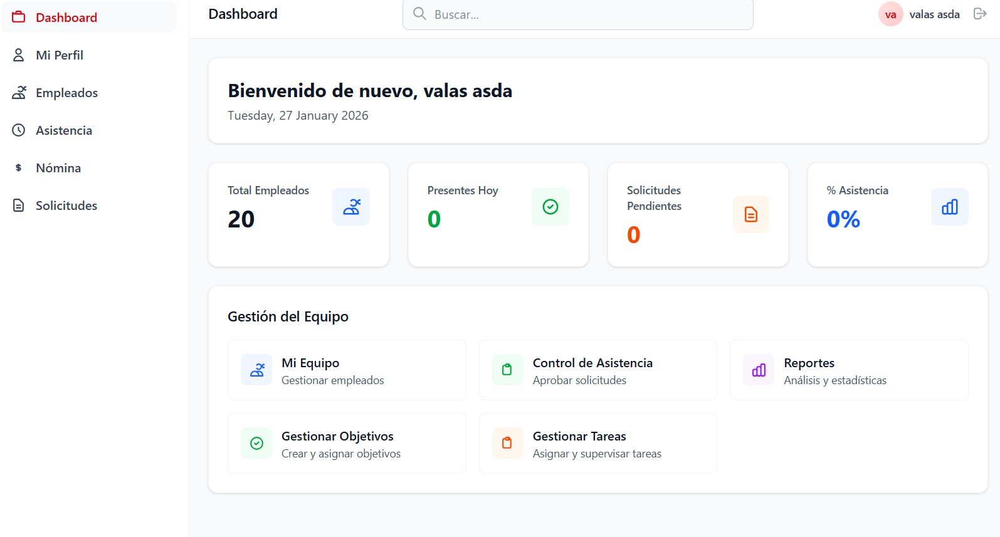 Dashboard
Mi Perfil
Empleados
Asistencia
$ Nómina
Solicitudes
Dashboard
Buscar...
va valas asda
Bienvenido de nuevo, valas asda
Tuesday, 27 January 2026
Total Empleados
20
Presentes Hoy
0
Solicitudes
Pendientes
0
% Asistencia
0%
Gestión del Equipo
Mi Equipo
Gestionar empleados
Control de Asistencia
Aprobar solicitudes
Reportes
Análisis y estadísticas
Gestionar Objetivos
Crear y asignar objetivos
Gestionar Tareas
Asignar y supervisar tareas